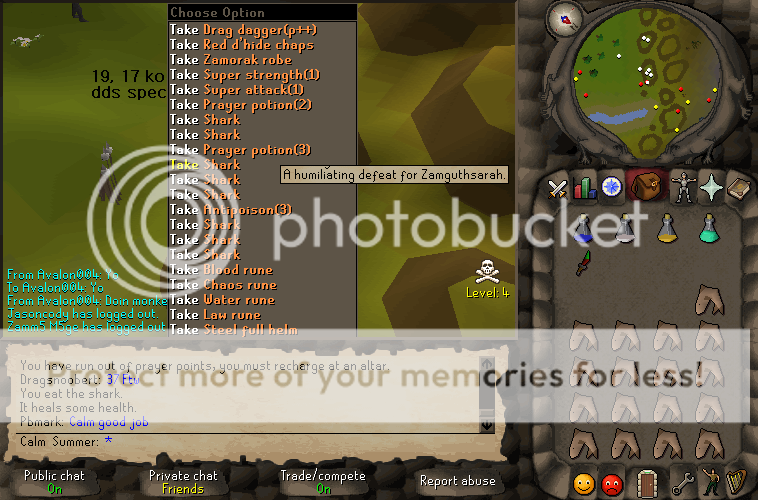 Choose Option
Take Drag dagger(p++)
Take Red d'hide chaps
Take Zamorak robe
Take Super strength(1)
Take Super attack(1)
Take Prayer potion(2)
Take Shark
Take Shark
Take Prayer potion(3)
Take Shark
Take Shark
Take Shark
Take Antipoison(3)
Take Shark
Take Shark
Take Shark
Take Blood rune
Take Chaos rune
Take Water rune
Take Law rune
Take Steel full helm
19, 17 ko
dds spec
A humiliating defeat for Zamguthsarah.
photobucket
Protect more of your memories for less!
Level: 4
From Avalon004: Yo
To Avalon004: Yo
From Avalon004: Doin monke
Jasoncody has logged out.
Zamm5 M5ge has logged out
You have run out of prayer points, you must recharge at an altar.
Dragsnoobert: 37 Ftw
You eat the shark.
It heals some health.
Pbmark: Calm good job
Calm Summer: *
Public chat
On
Private chat
Friends
Trade/compete
On
Report abuse